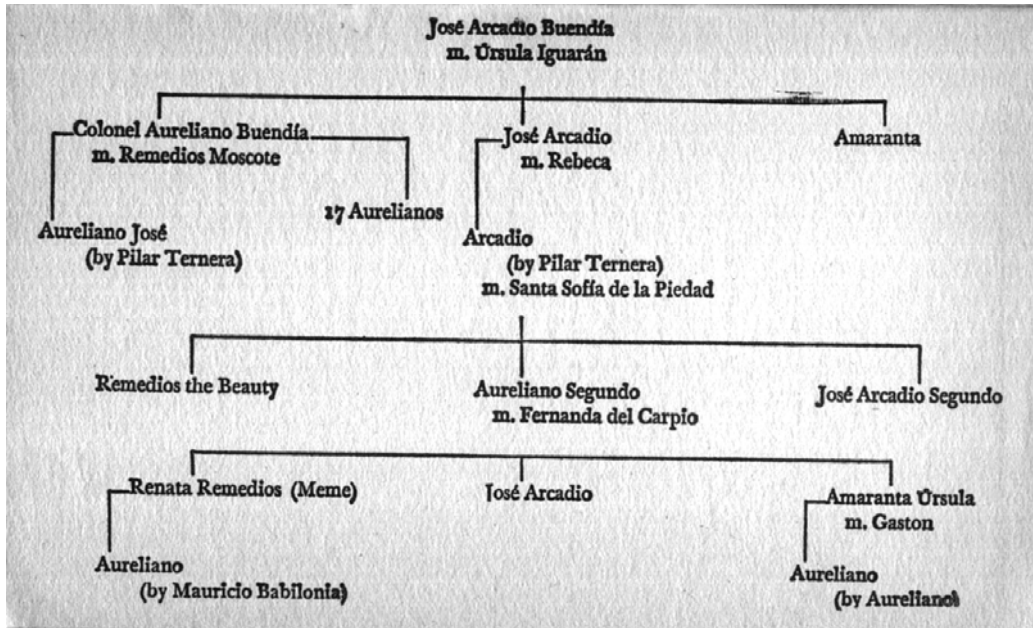 José Arcadio Buendía
m. Úrsula Iguarán
Colonel Aureliano Buendía
m. Remedios Moscote
José Arcadio
m. Rebeca
Amaranta
17 Aurelianos
Aureliano José
(by Pilar Ternera)
Arcadio
(by Pilar Ternera)
m. Santa Sofía de la Piedad
Remedios the Beauty
Aureliano Segundo
m. Fernanda del Carpio
José Arcadio Segundo
Renata Remedios (Meme)
José Arcadio
Amaranta Úrsula
m. Gaston
Aureliano
(by Mauricio Babilonia)
Aureliano
(by Aureliano)